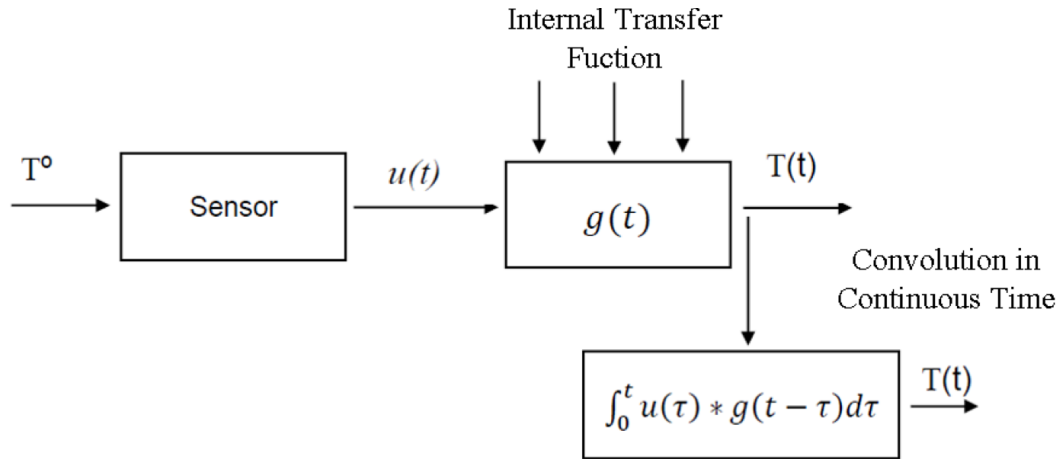 Internal Transfer
Fuction
T°
Sensor
u(t)
g(t)
T(t)
Convolution in
Continuous Time
∫₀ᵗ u(τ) * g(t − τ)dτ
T(t)